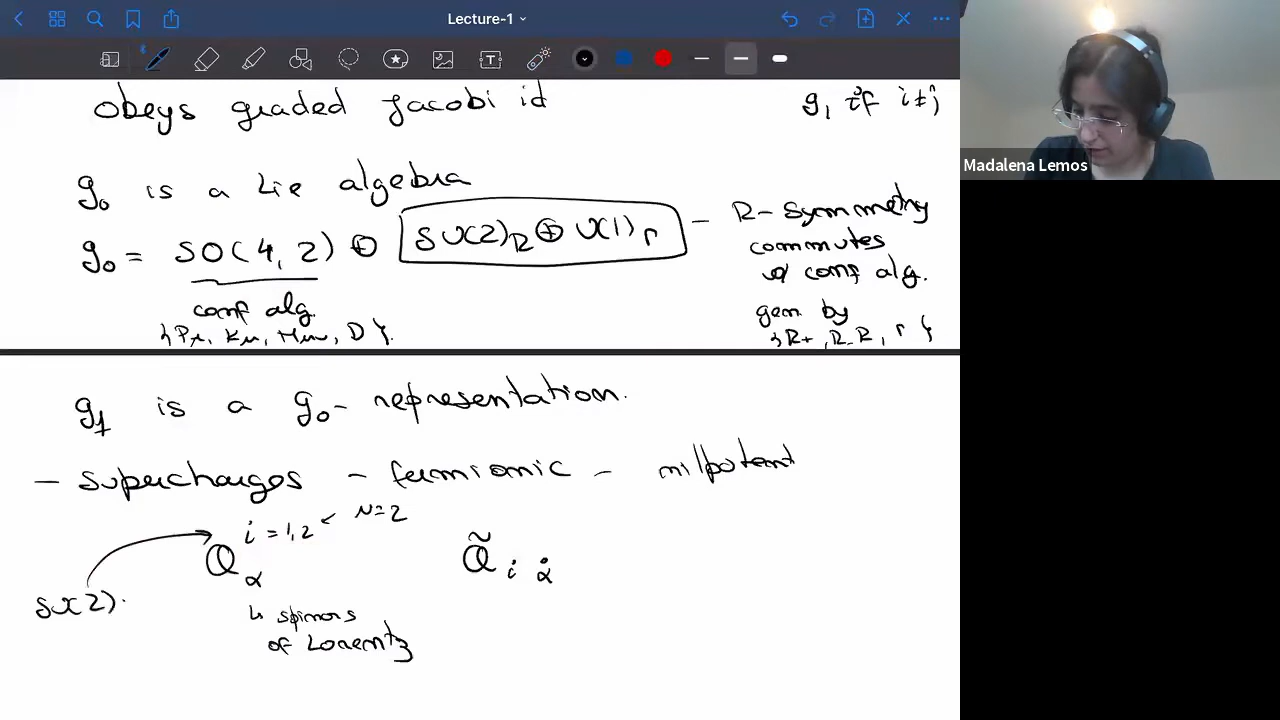 Lecture-1
Madalena Lemos
obeys graded Jacobi id
g₁ if i≠j
g₀ is a Lie algebra
g₀ = SO(4,2) ⊕ SU(2)_R ⊕ U(1)_r — R-symmetry
commutes
w/ conf alg.
conf alg.
gen by
{Pμ, Kμ, Mμν, D}.
{R+, R-, R, r}
g₁ is a g₀-representation.
- supercharges - fermionic - nilpotent
Q^{i=1,2}_α ← N=2
Q̃_{i α̇}
SU(2).
↳ spinors
of Lorentz